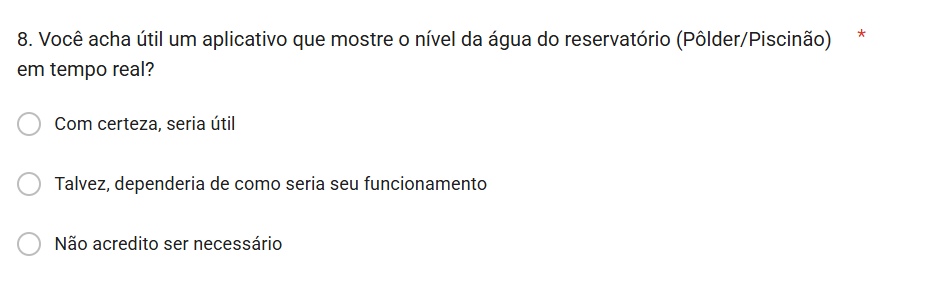 8. Você acha útil um aplicativo que mostre o nível da água do reservatório (Pôlder/Piscinão) *
em tempo real?
Com certeza, seria útil
Talvez, dependeria de como seria seu funcionamento
Não acredito ser necessário